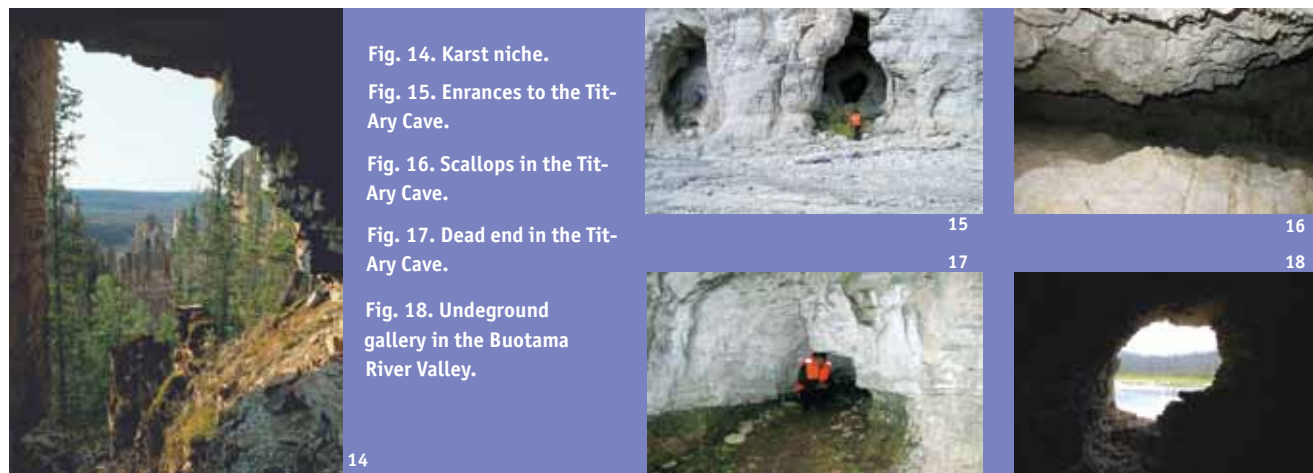 Fig. 14. Karst niche.
Fig. 15. Enrances to the Tit-
Ary Cave.
Fig. 16. Scallops in the Tit-
Ary Cave.
Fig. 17. Dead end in the Tit-
Ary Cave.
Fig. 18. Undeground
gallery in the Buotama
River Valley.
14
15
16
17
18